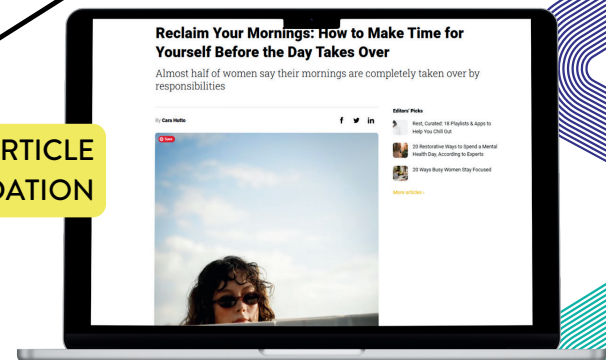 Reclaim Your Mornings: How to Make Time for
Yourself Before the Day Takes Over
Almost half of women say their mornings are completely taken over by
responsibilities
By Cara Hutto
Editors' Picks
Rest, Curated: 18 Playlists & Apps to
Help You Chill Out
20 Restorative Ways to Spend a Mental
Health Day, According to Experts
20 Ways Busy Women Stay Focused
More articles ›
Save
RTICLE
DATION